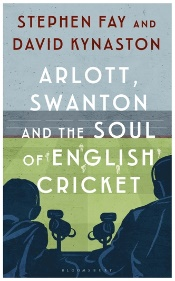 STEPHEN FAY AND
DAVID KYNASTON
ARLOTT,
SWANTON
AND THE SOUL
OF ENGLISH
CRICKET
BLOOMSBURY